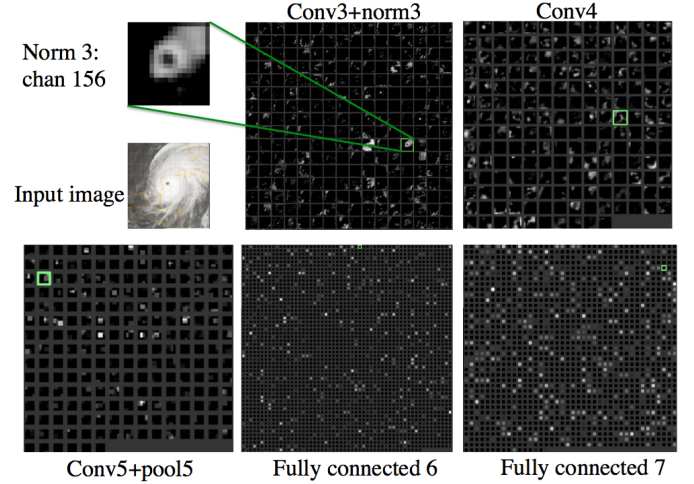 Conv3+norm3
Conv4
Norm 3:
chan 156
Input image
Conv5+pool5
Fully connected 6
Fully connected 7